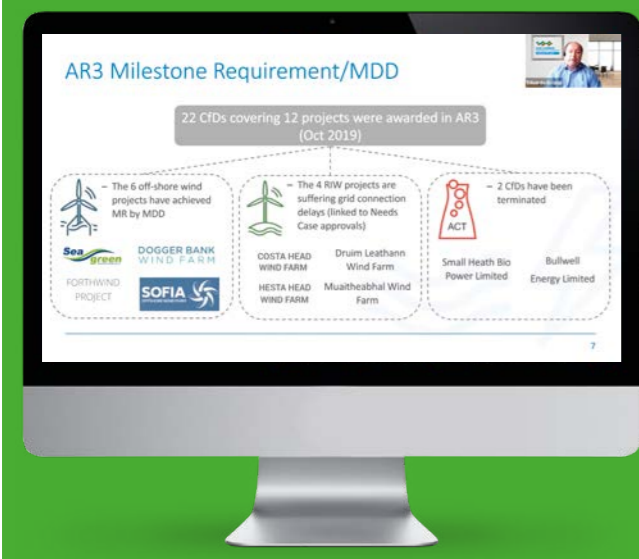 AR3 Milestone Requirement/MDD
22 CfDs covering 12 projects were awarded in AR3
(Oct 2019)
– The 6 off-shore wind
projects have achieved
MR by MDD
Seagreen
DOGGER BANK
WIND FARM
FORTHWIND
PROJECT
SOFIA
– The 4 RIW projects are
suffering grid connection
delays (linked to Needs
Case approvals)
COSTA HEAD
WIND FARM
Druim Leathann
Wind Farm
HESTA HEAD
WIND FARM
Muaitheabhal Wind
Farm
– 2 CfDs have been
terminated
ACT
Small Heath Bio
Power Limited
Bullwell
Energy Limited
7